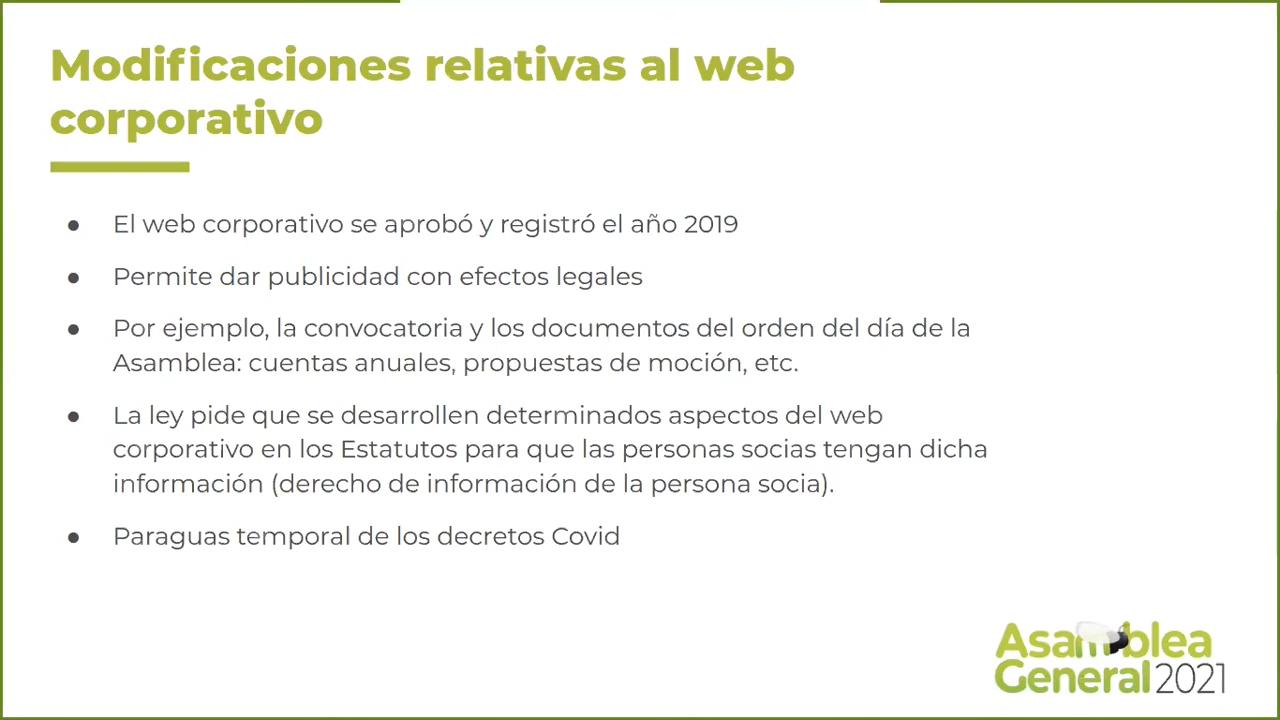 Modificaciones relativas al web
corporativo
● El web corporativo se aprobó y registró el año 2019
● Permite dar publicidad con efectos legales
● Por ejemplo, la convocatoria y los documentos del orden del día de la
Asamblea: cuentas anuales, propuestas de moción, etc.
● La ley pide que se desarrollen determinados aspectos del web
corporativo en los Estatutos para que las personas socias tengan dicha
información (derecho de información de la persona socia).
● Paraguas temporal de los decretos Covid
Asamblea
General 2021